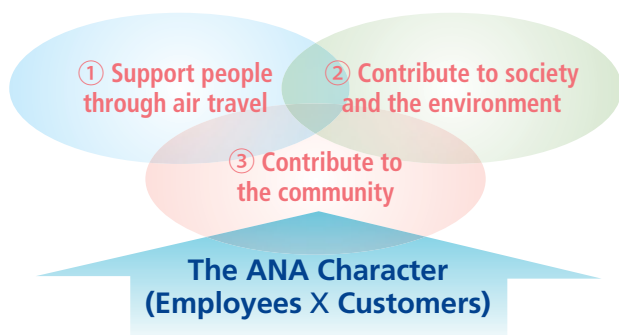 ① Support people
through air travel
② Contribute to society
and the environment
③ Contribute to
the community
The ANA Character
(Employees X Customers)